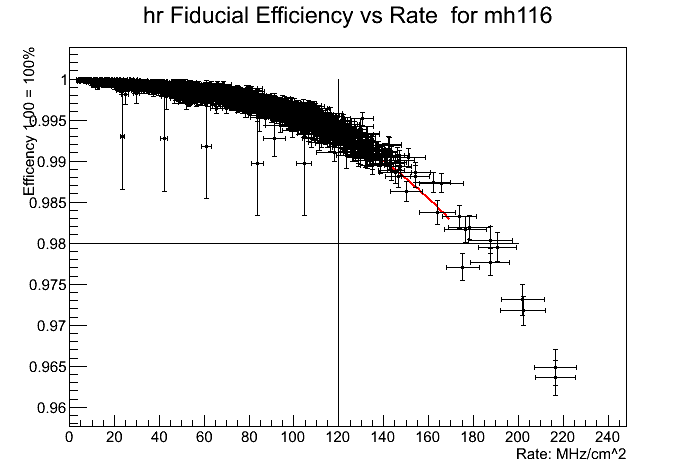 hr Fiducial Efficiency vs Rate for mh116
Efficency 1.00 = 100%
1
0.995
0.99
0.985
0.98
0.975
0.97
0.965
0.96
0 20 40 60 80 100 120 140 160 180 200 220 240
Rate: MHz/cm^2